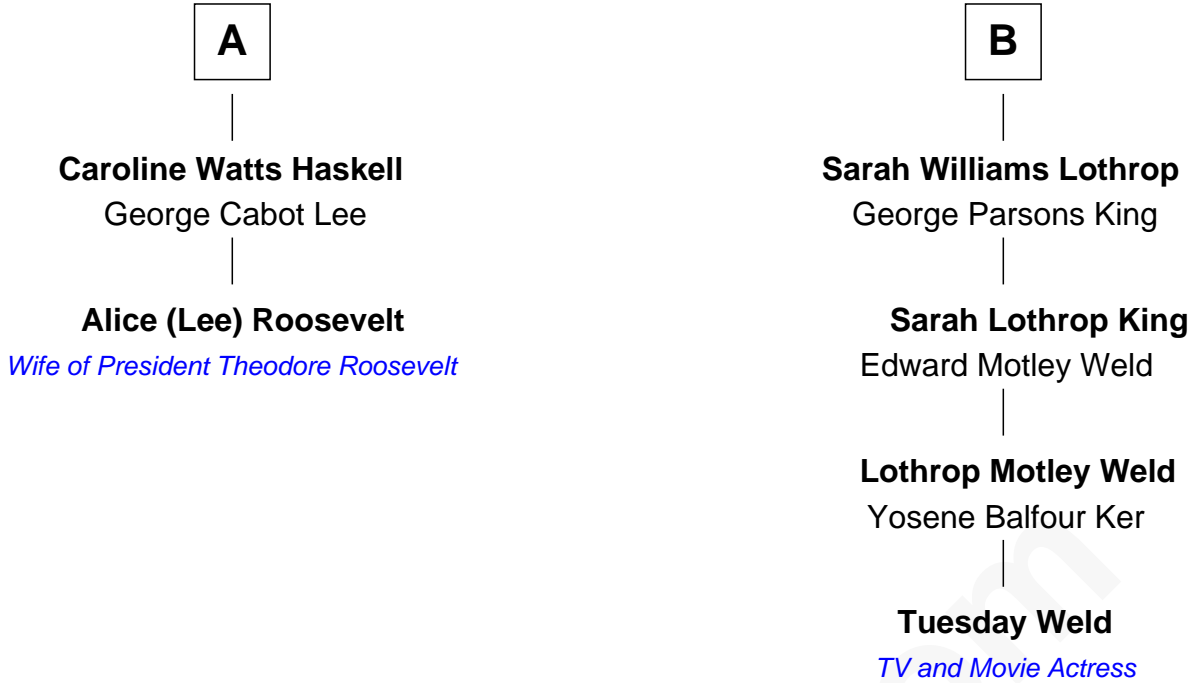 A
Caroline Watts Haskell
George Cabot Lee
Alice (Lee) Roosevelt
Wife of President Theodore Roosevelt
B
Sarah Williams Lothrop
George Parsons King
Sarah Lothrop King
Edward Motley Weld
Lothrop Motley Weld
Yosene Balfour Ker
Tuesday Weld
TV and Movie Actress